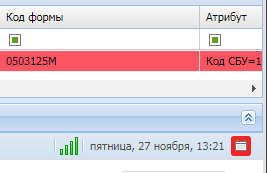 Код формы Атрибут
0503125М Код СБУ=1
пятница, 27 ноября, 13:21